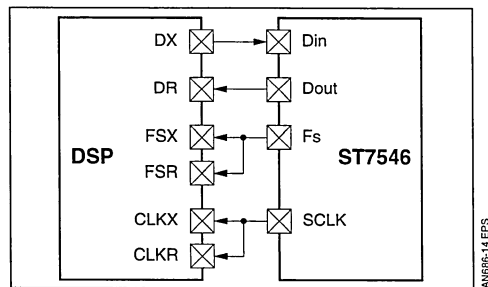 DX Din
DR Dout
FSX Fs
DSP ST7546
FSR
CLKX SCLK
CLKR
AN686-14.EPS